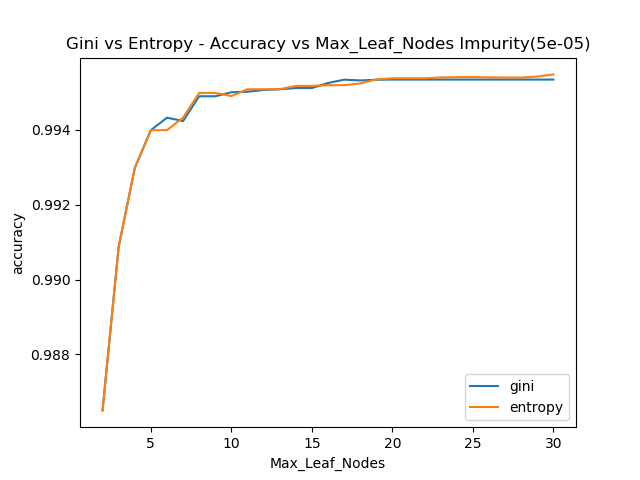 Gini vs Entropy - Accuracy vs Max_Leaf_Nodes Impurity(5e-05)
accuracy
0.994
0.992
0.990
0.988
gini
entropy
5 10 15 20 25 30
Max_Leaf_Nodes